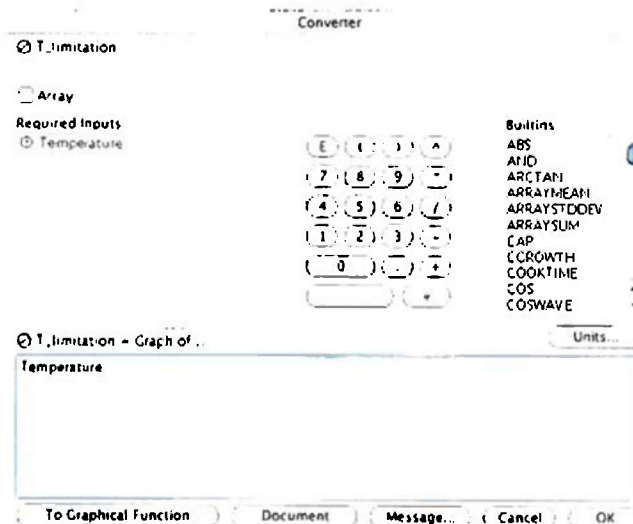 Converter
T_limitation
Array
Required Inputs
Temperature
E ( ) ^
7 8 9 *
4 5 6 /
1 2 3 -
0 . +
Builtins
ABS
AND
ARCTAN
ARRAYMEAN
ARRAYSTDDEV
ARRAYSUM
CAP
CGROWTH
COOKTIME
COS
COSWAVE
T_limitation = Graph of ...
Units...
Temperature
To Graphical Function
Document
Message...
Cancel
OK